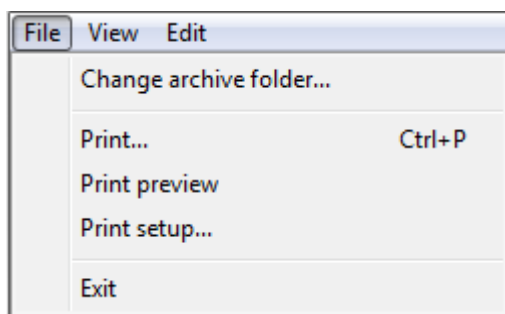 File View Edit
Change archive folder...
Print... Ctrl+P
Print preview
Print setup...
Exit